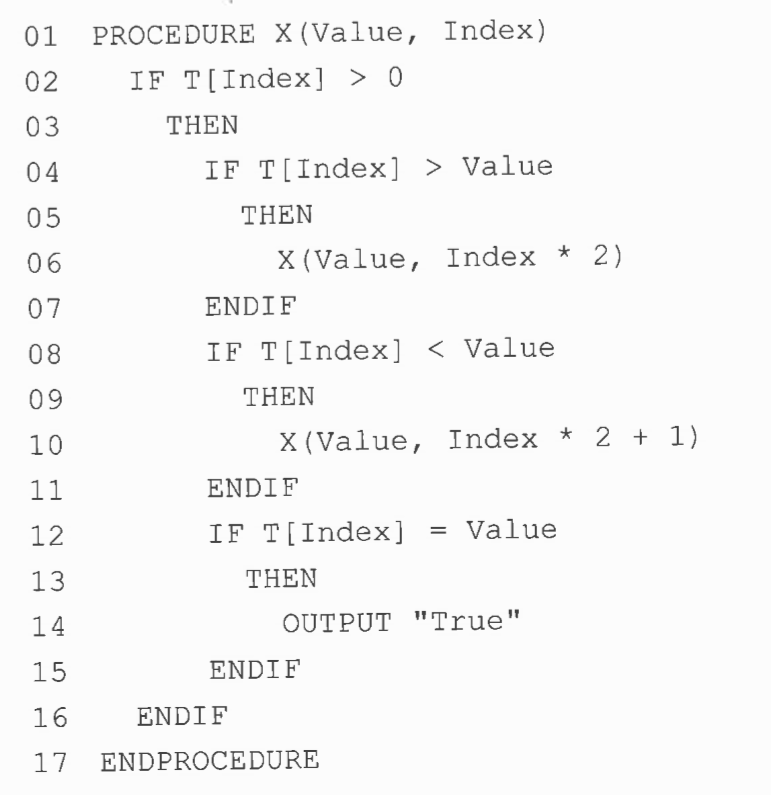 01 PROCEDURE X(Value, Index)
02 IF T[Index] > 0
03 THEN
04 IF T[Index] > Value
05 THEN
06 X(Value, Index * 2)
07 ENDIF
08 IF T[Index] < Value
09 THEN
10 X(Value, Index * 2 + 1)
11 ENDIF
12 IF T[Index] = Value
13 THEN
14 OUTPUT "True"
15 ENDIF
16 ENDIF
17 ENDPROCEDURE